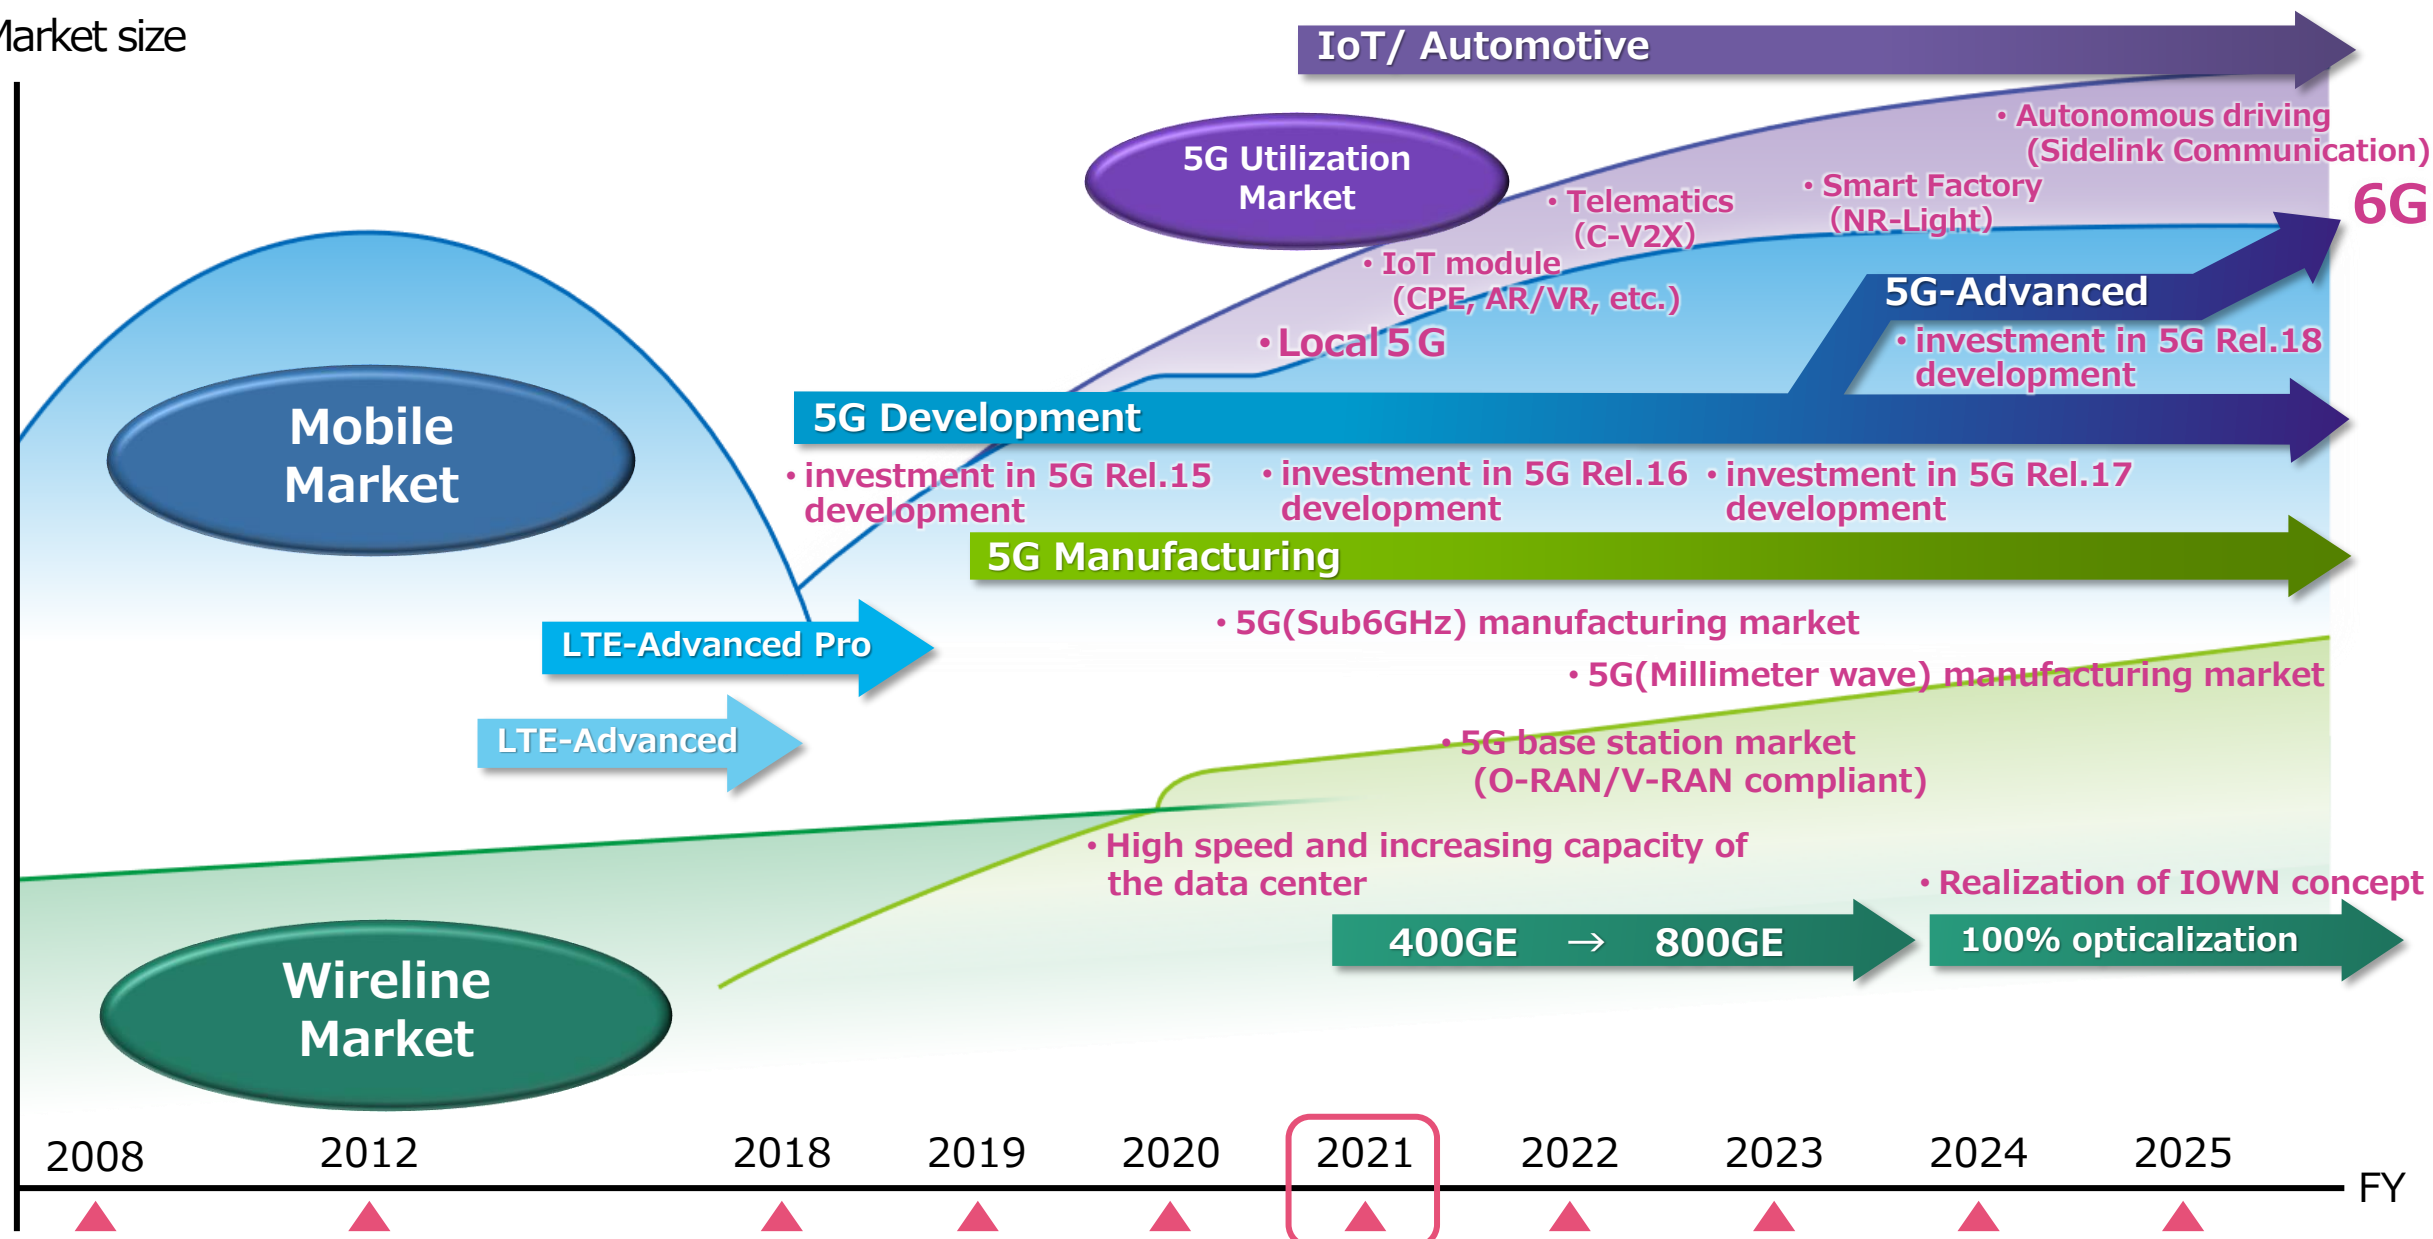 Market size
IoT/ Automotive
・Autonomous driving
(Sidelink Communication)
5G Utilization
Market
6G
・Smart Factory
(NR-Light)
・Telematics
(C-V2X)
・IoT module
(CPE, AR/VR, etc.)
5G-Advanced
・Local 5 G
・investment in 5G Rel.18
development
5G Development
Mobile
Market
・investment in 5G Rel.15
development
・investment in 5G Rel.16
development
・investment in 5G Rel.17
development
5G Manufacturing
・5G(Sub6GHz) manufacturing market
LTE-Advanced Pro
・5G(Millimeter wave) manufacturing market
LTE-Advanced
・5G base station market
(O-RAN/V-RAN compliant)
・High speed and increasing capacity of
the data center
・Realization of IOWN concept
400GE → 800GE
100% opticalization
Wireline
Market
2008 2012 2018 2019 2020 2021 2022 2023 2024 2025
FY